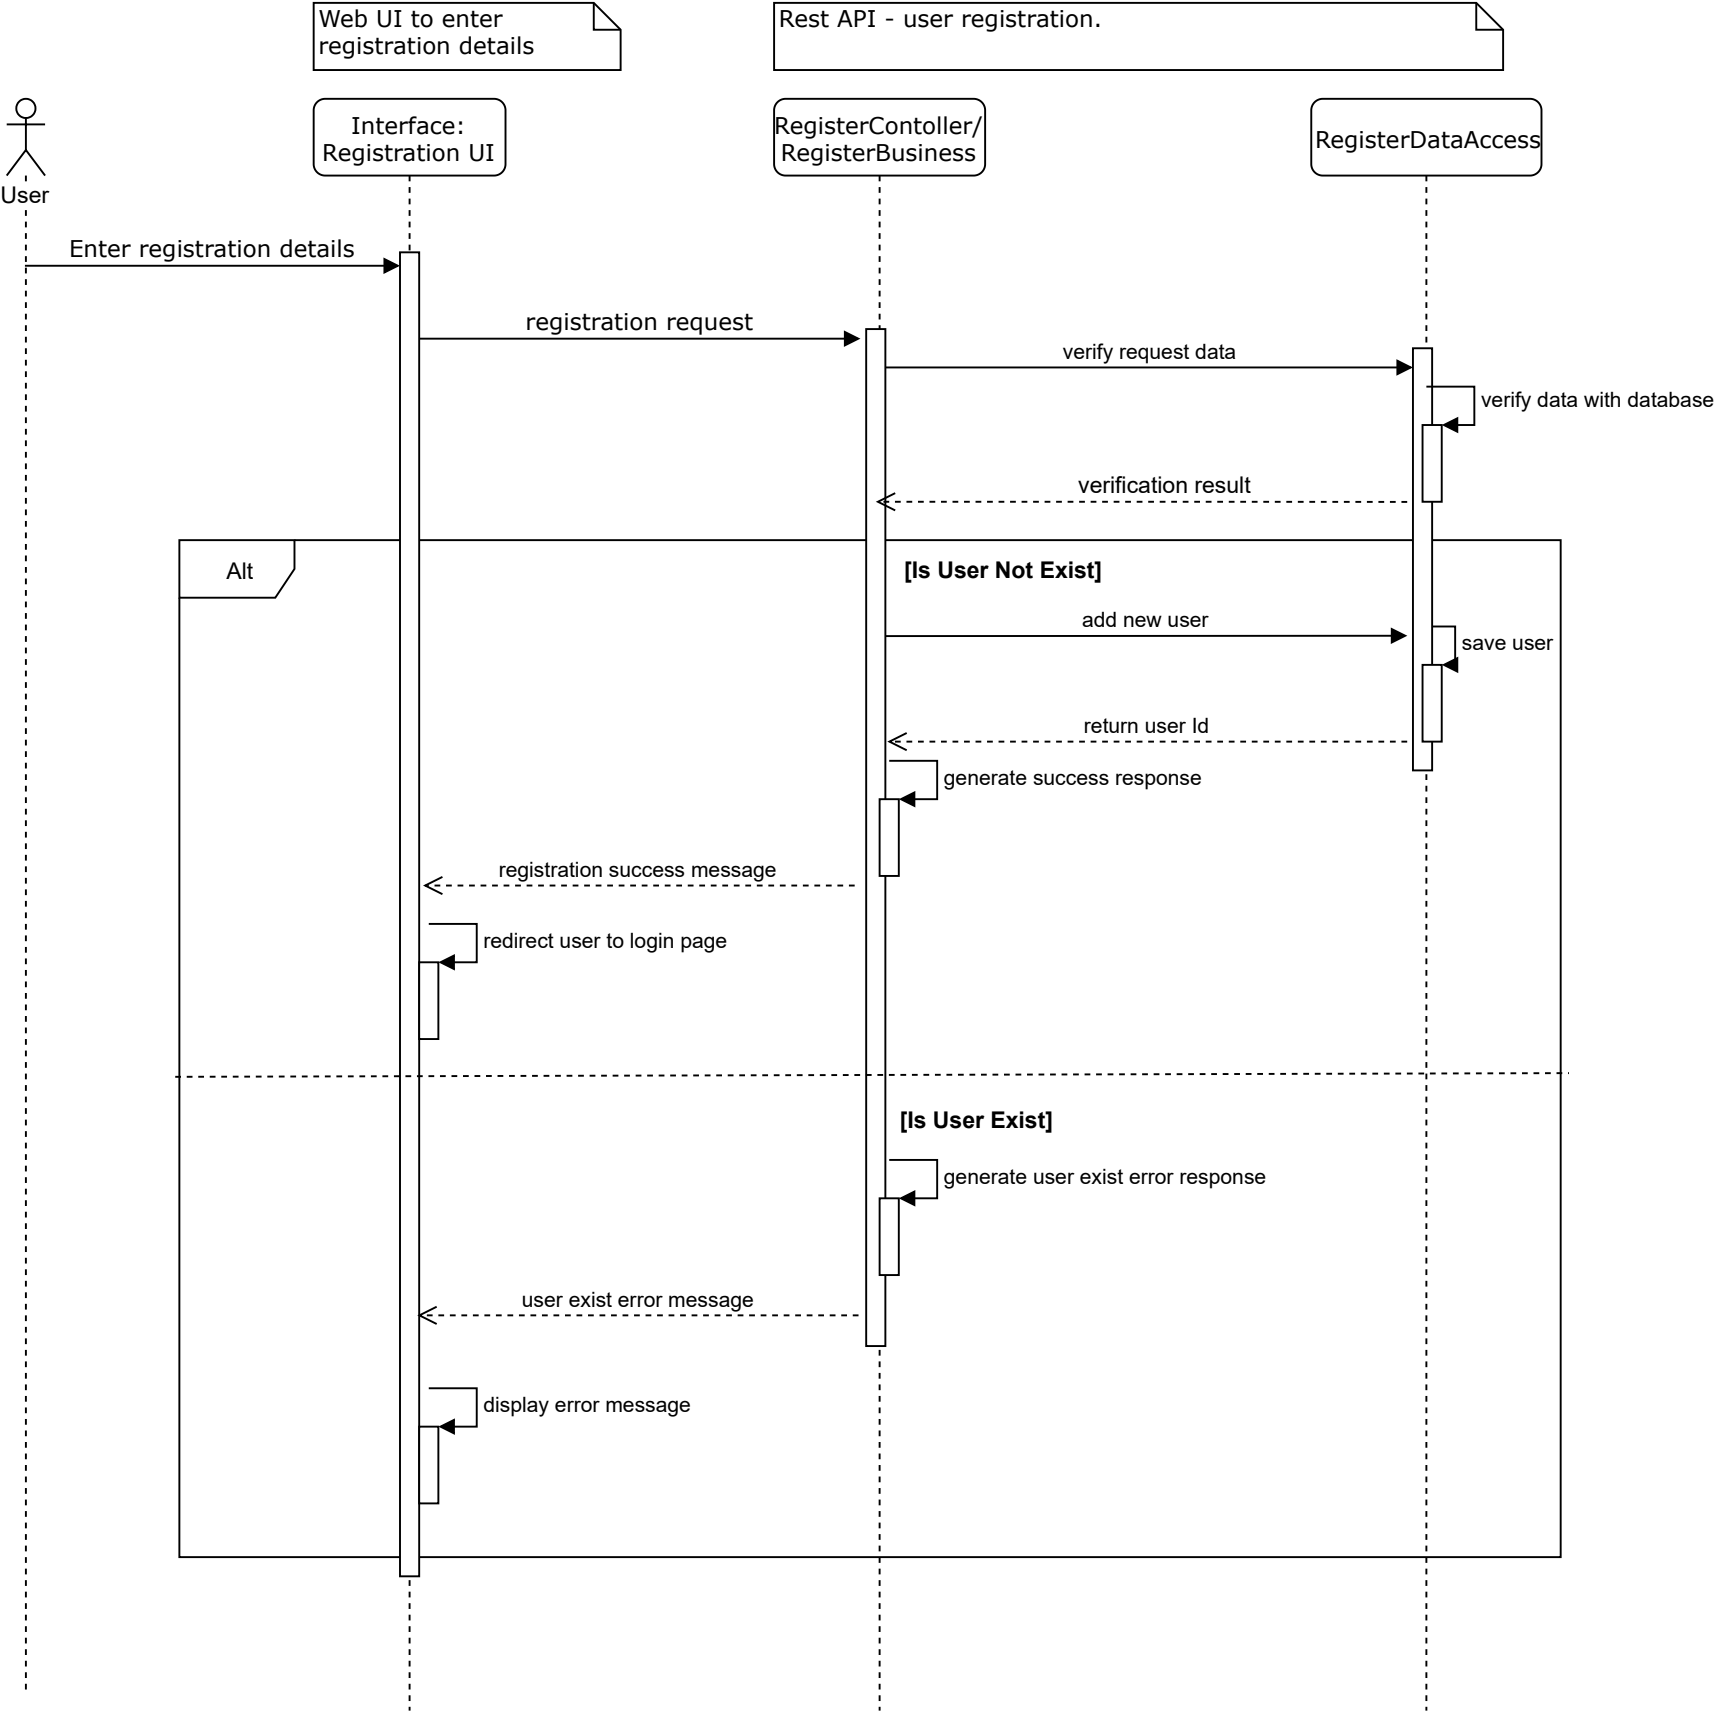 Web UI to enter
registration details
Rest API - user registration.
User
Interface:
Registration UI
RegisterContoller/
RegisterBusiness
RegisterDataAccess
Enter registration details
registration request
verify request data
verify data with database
verification result
Alt
[Is User Not Exist]
add new user
save user
return user Id
generate success response
registration success message
redirect user to login page
[Is User Exist]
generate user exist error response
user exist error message
display error message